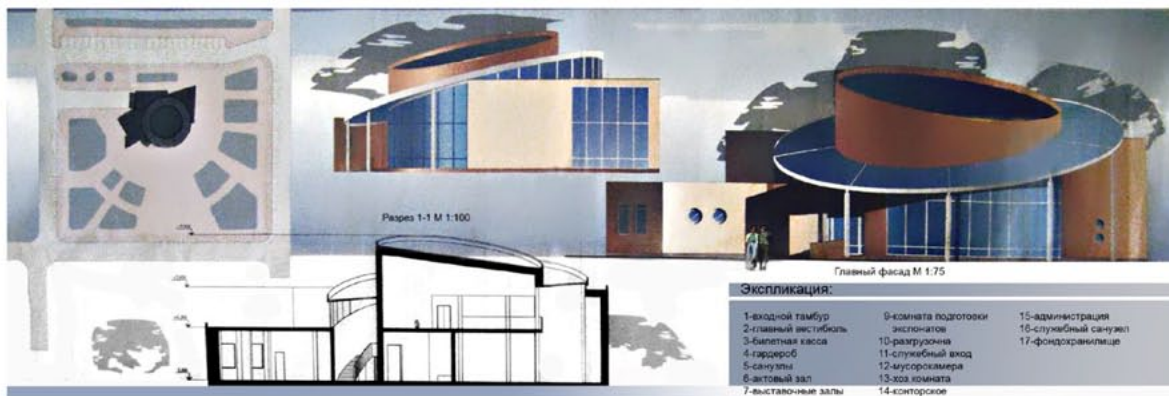 Разрез 1-1 М 1:100
Главный фасад М 1:75
Экспликация:
1-входной тамбур
2-главный вестибюль
3-билетная касса
4-гардероб
5-санузлы
6-актовый зал
7-выставочные залы
9-комната подготовки
экспонатов
10-разгрузочна
11-служебный вход
12-мусорокамера
13-хоз.комната
14-конторское
15-администрация
16-служебный санузел
17-фондохранилище